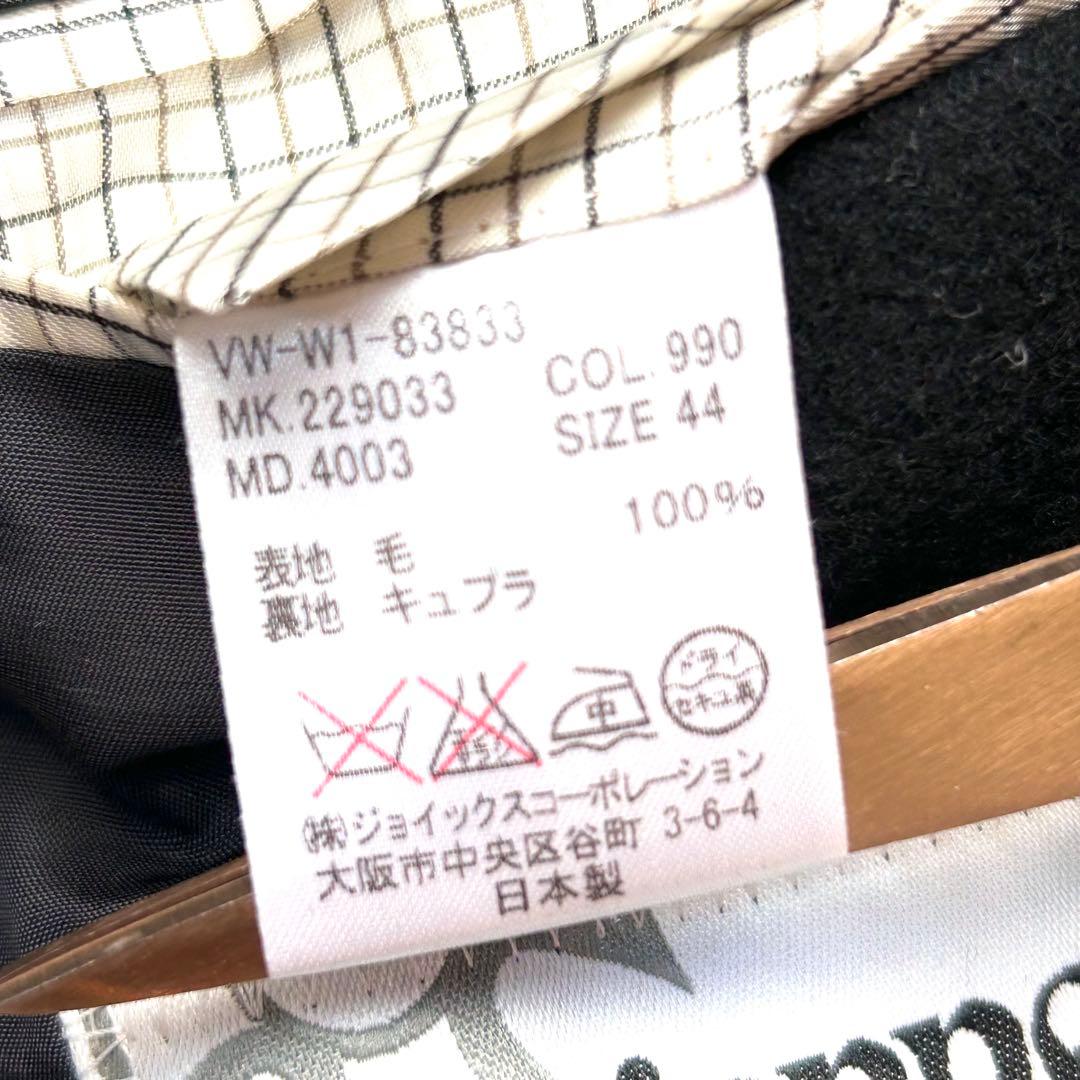 VW-W1-83833
MK.229033 COL.990
MD.4003 SIZE 44
表地 毛 100%
裏地 キュプラ
中
ドライ
セキユ系
㈱ジョイックスコーポレーション
大阪市中央区谷町 3-6-4
日本製